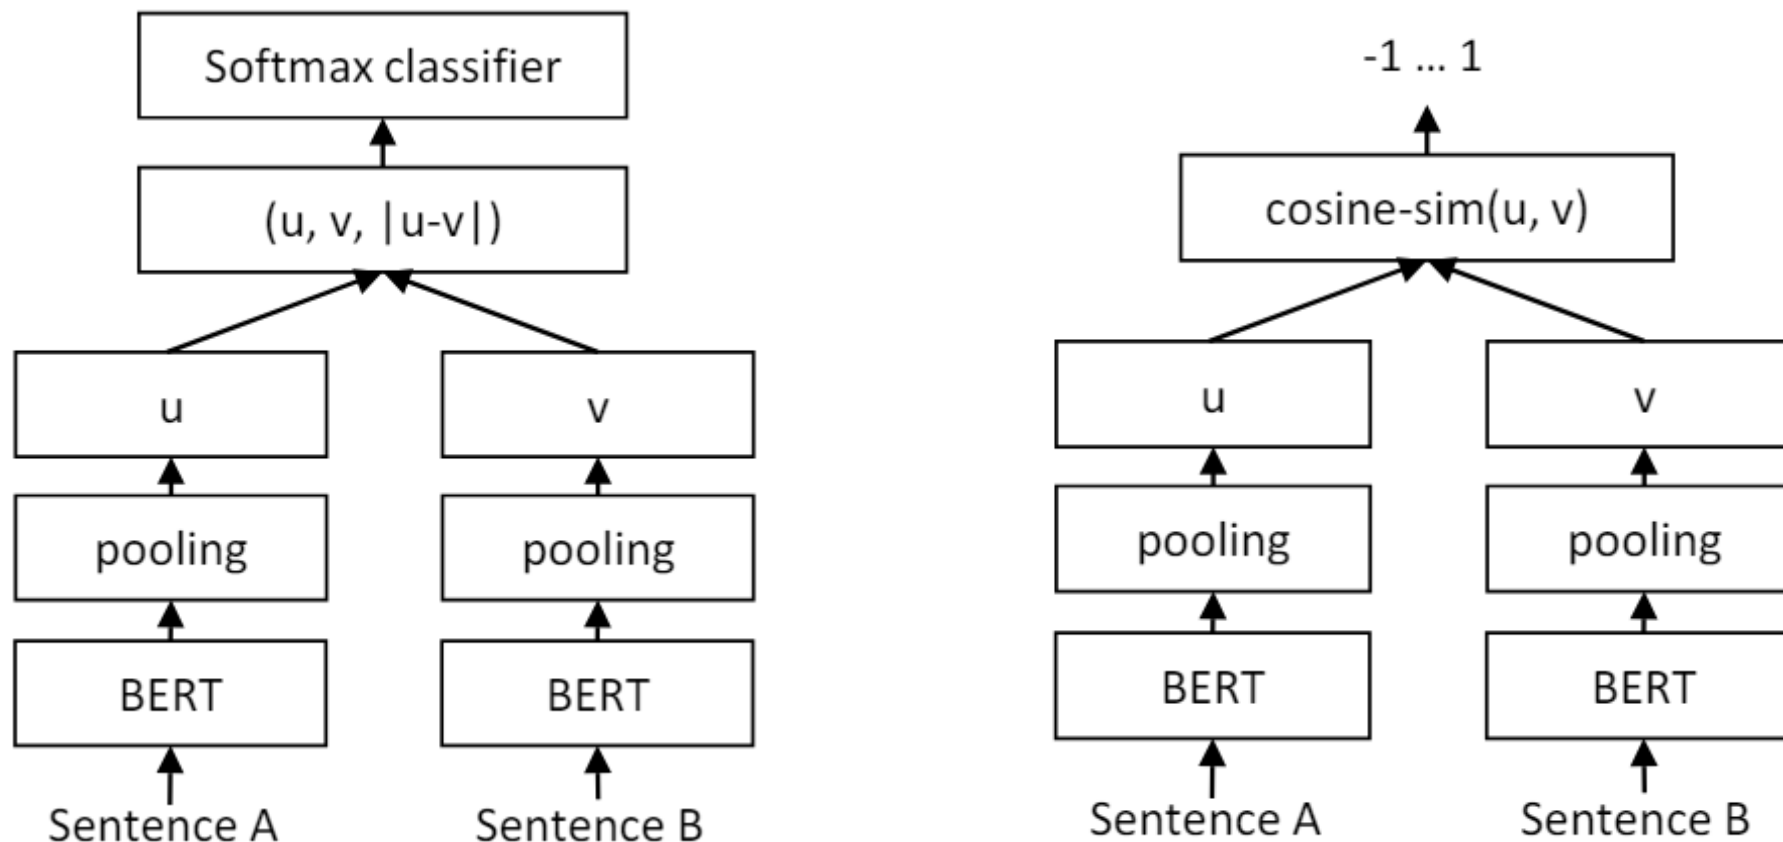 Softmax classifier
(u, v, |u-v|)
u
v
pooling
pooling
BERT
BERT
Sentence A
Sentence B
-1 ... 1
cosine-sim(u, v)
u
v
pooling
pooling
BERT
BERT
Sentence A
Sentence B